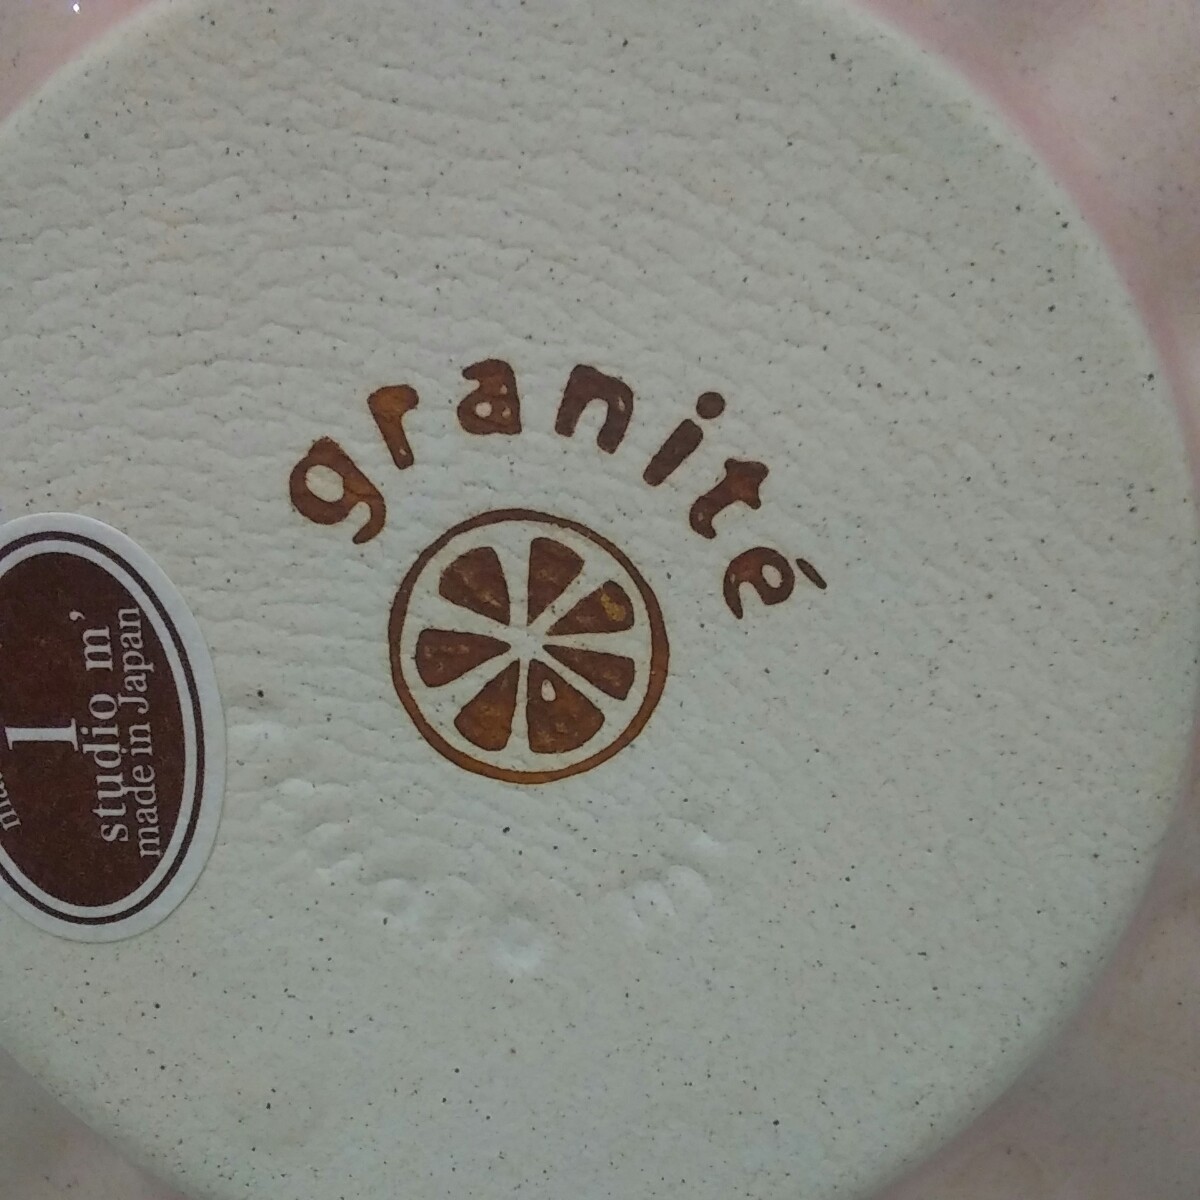 granité
1
studio m'
made in Japan